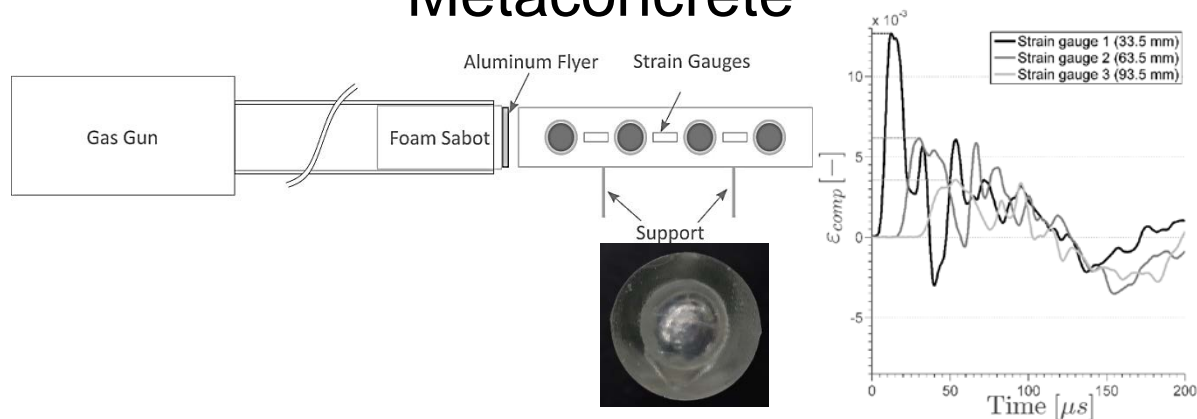 Metaconcrete
Aluminum Flyer
Strain Gauges
Gas Gun
Foam Sabot
Support
x 10⁻³
Strain gauge 1 (33.5 mm)
Strain gauge 2 (63.5 mm)
Strain gauge 3 (93.5 mm)
10
5
0
-5
εcomp [−]
0
50
100
150
200
Time [μs]